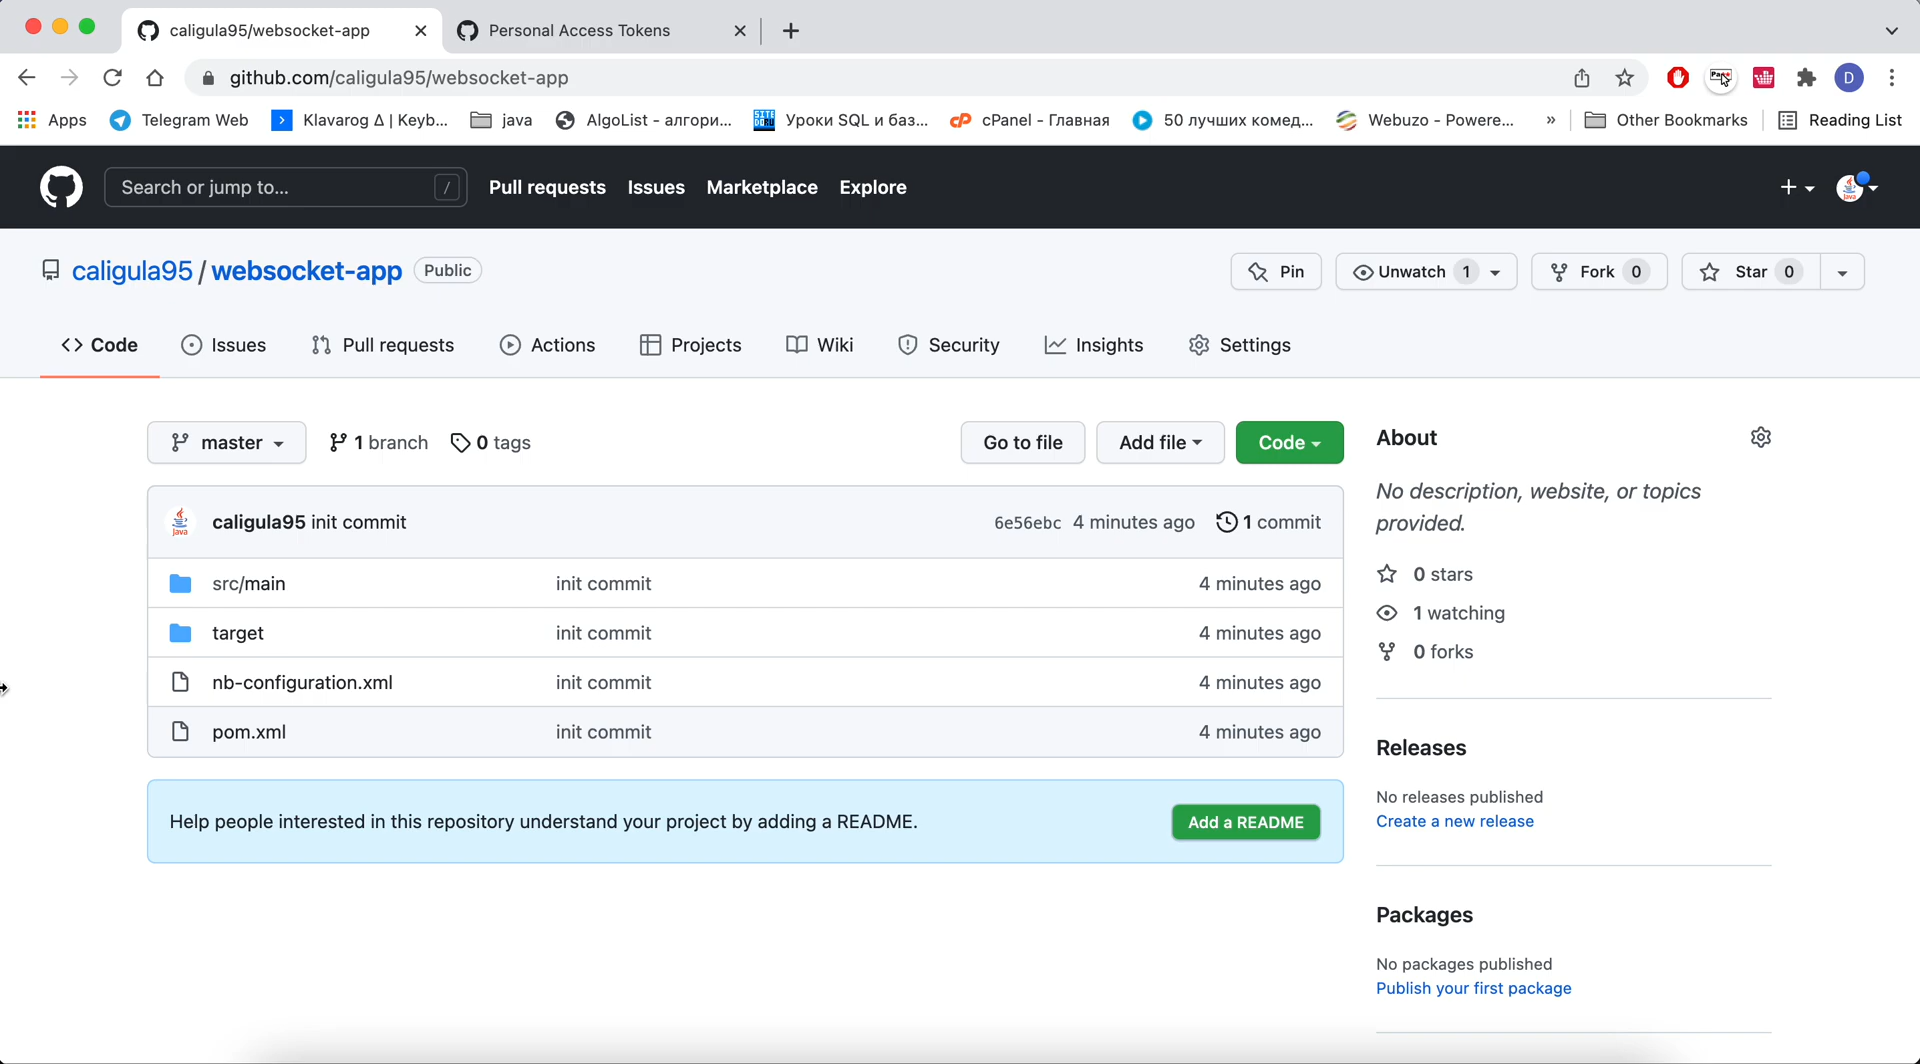 caligula95/websocket-app
Personal Access Tokens
github.com/caligula95/websocket-app
D
Apps
Telegram Web
Klavarog Δ | Keyb...
java
AlgoList - алгори...
Уроки SQL и баз...
cPanel - Главная
50 лучших комед...
Webuzo - Powere...
»
Other Bookmarks
Reading List
Search or jump to...
/
Pull requests
Issues
Marketplace
Explore
caligula95 / websocket-app
Public
Pin
Unwatch 1
Fork 0
Star 0
Code
Issues
Pull requests
Actions
Projects
Wiki
Security
Insights
Settings
master
1 branch
0 tags
Go to file
Add file
Code
caligula95 init commit
6e56ebc 4 minutes ago
1 commit
src/main
init commit
4 minutes ago
target
init commit
4 minutes ago
nb-configuration.xml
init commit
4 minutes ago
pom.xml
init commit
4 minutes ago
Help people interested in this repository understand your project by adding a README.
Add a README
About
No description, website, or topics
provided.
0 stars
1 watching
0 forks
Releases
No releases published
Create a new release
Packages
No packages published
Publish your first package